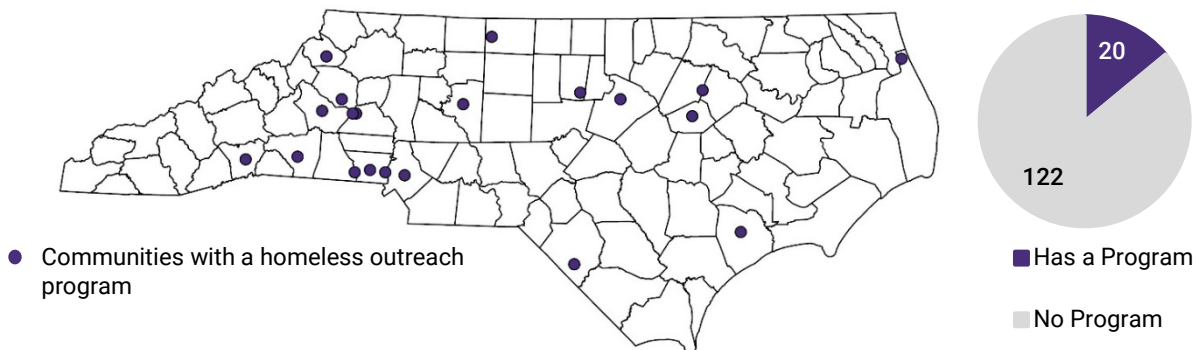 20
122
Communities with a homeless outreach
program
Has a Program
No Program